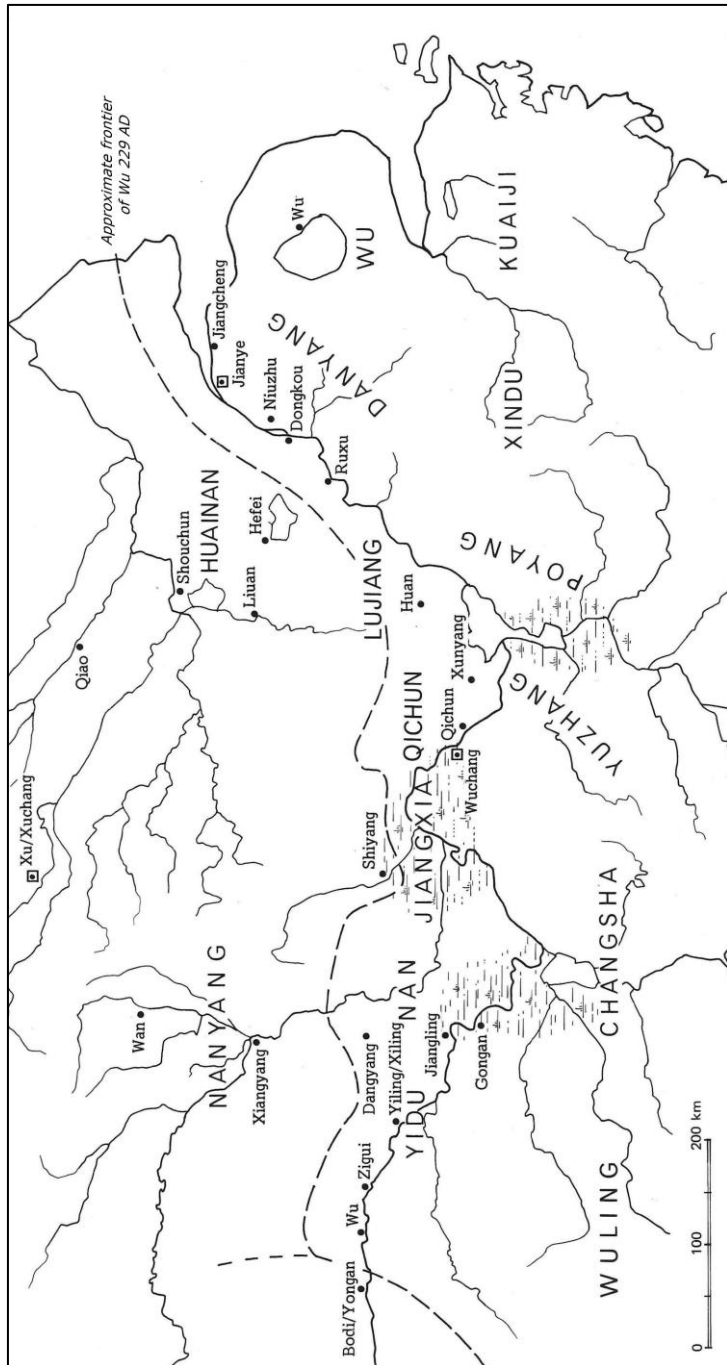 Approximate frontier
of Wu 229 AD
Xu/Xuchang
Qiao
Wan
Shouchun
NANYANG
HUAINAN
Jiangcheng
Jianye
Xiangyang
Liuan
Hefei
Niuzhu
Dongkou
Wu
DANYANG
Ruxu
WU
Bodi/Yongan
Wu
Zigui
Dangyang
Shiyang
LUJIANG
Yiling/Xiling
Huan
YIDU
NAN
JIANGXIA
QICHUN
Jiangling
Qichun
Xunyang
Wuchang
POYANG
Gongan
YUZHANG
XINDU
KUAIJI
WULING
CHANGSHA
0 100 200 km